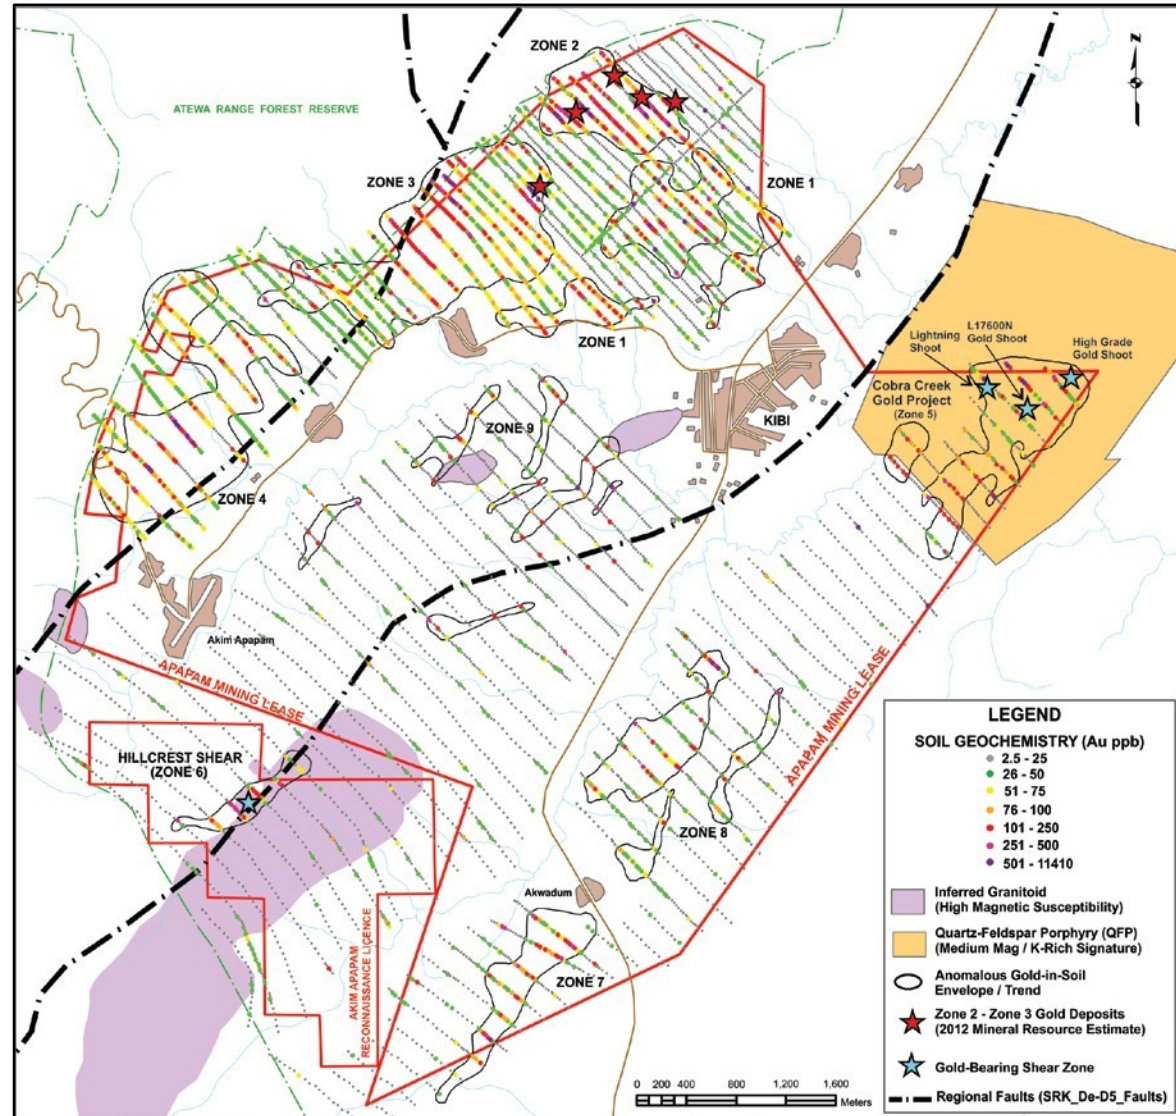 ZONE 2
N
ATEWA RANGE FOREST RESERVE
ZONE 3
ZONE 1
ZONE 1
L17600N
Gold Shoot
Lightning
Shoot
High Grade
Gold Shoot
Cobra Creek
Gold Project
(Zone 5)
KIBI
ZONE 9
ZONE 4
Akim Apapam
APAPAM MINING LEASE
APAPAM MINING LEASE
HILLCREST SHEAR
(ZONE 6)
ZONE 8
Akwadum
AKIM APAPAM
RECONNAISSANCE LICENCE
ZONE 7
0 200 400 800 1,200 1,600
Meters
LEGEND
SOIL GEOCHEMISTRY (Au ppb)
2.5 - 25
26 - 50
51 - 75
76 - 100
101 - 250
251 - 500
501 - 11410
Inferred Granitoid
(High Magnetic Susceptibility)
Quartz-Feldspar Porphyry (QFP)
(Medium Mag / K-Rich Signature)
Anomalous Gold-in-Soil
Envelope / Trend
Zone 2 - Zone 3 Gold Deposits
(2012 Mineral Resource Estimate)
Gold-Bearing Shear Zone
Regional Faults (SRK_De-D5_Faults)